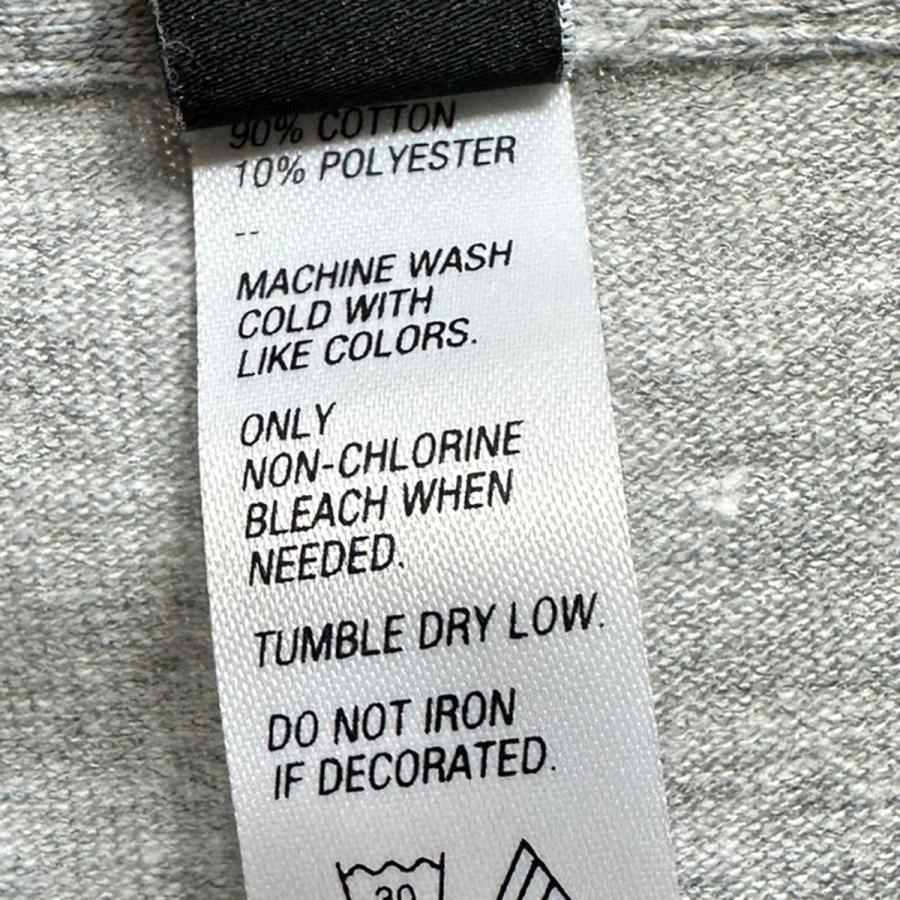 90% COTTON
10% POLYESTER
--
MACHINE WASH
COLD WITH
LIKE COLORS.
ONLY
NON-CHLORINE
BLEACH WHEN
NEEDED.
TUMBLE DRY LOW.
DO NOT IRON
IF DECORATED.
30